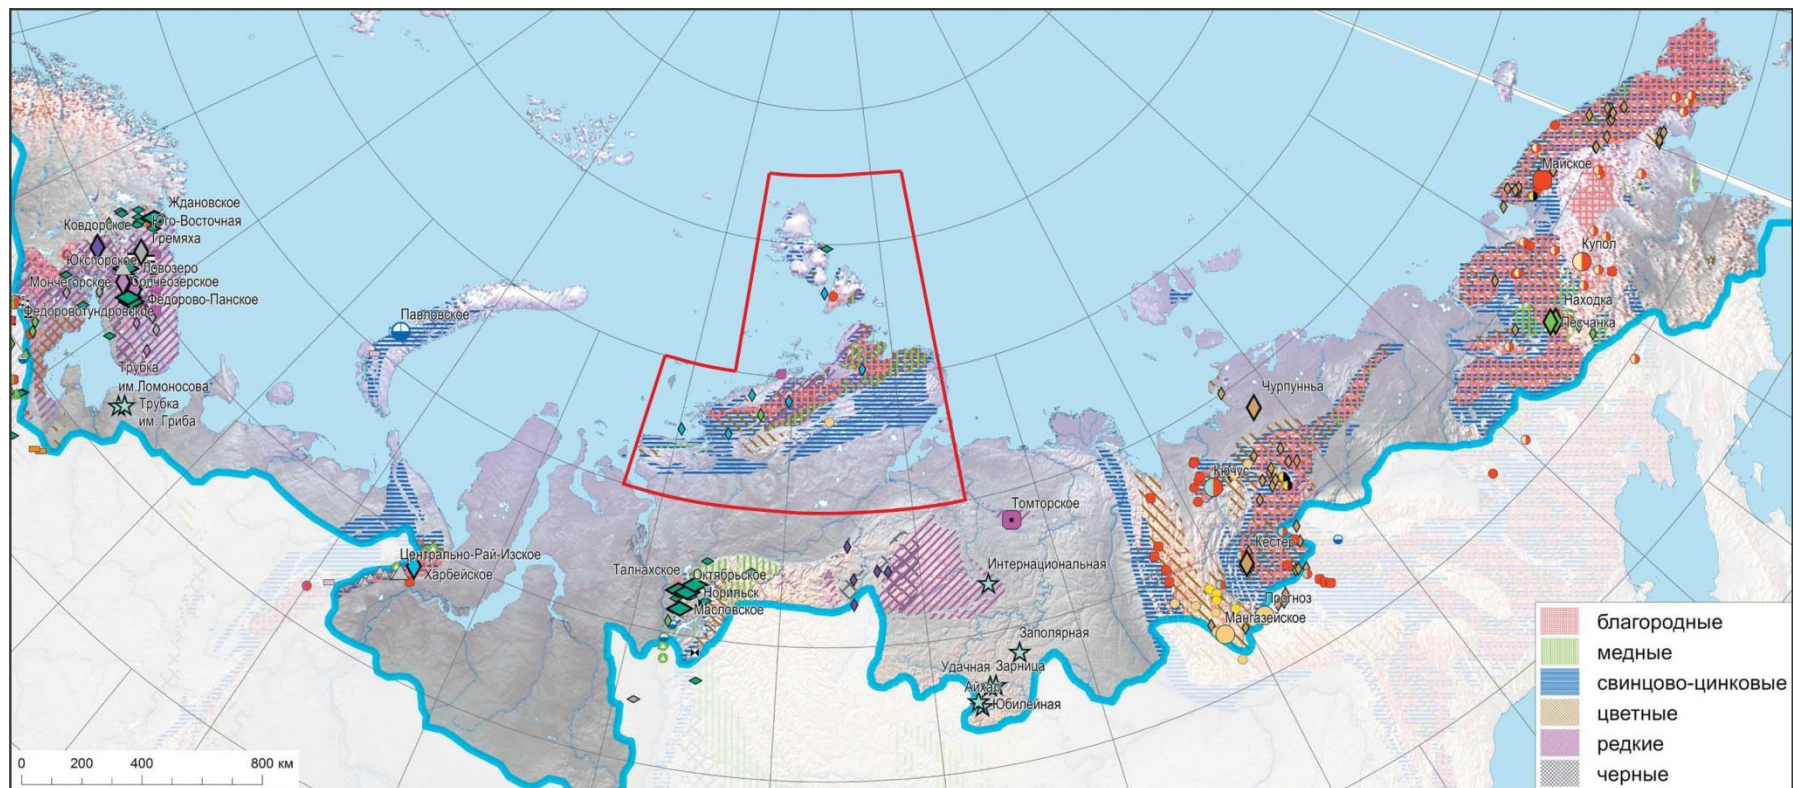 Ждановское
Юго-Восточная
Гремяха
Ковдорское
Юкспорское
Ловозеро
Мончегорское
Сопчеозерское
Федорово-Панское
Федоровотундровское
Трубка
им.Ломоносова
Трубка
им. Гриба
Павловское
Центрально-Рай-Изское
Харбейское
Талнахское
Октябрьское
Норильск
Масловское
Томторское
Интернациональная
Заполярная
Удачная
Зарница
Айхал
Юбилейная
Чурпуннья
Кючус
Кестер
Прогноз
Мангазейское
Майское
Купол
Находка
Песчанка
благородные
медные
свинцово-цинковые
цветные
редкие
черные
0 200 400 800 км